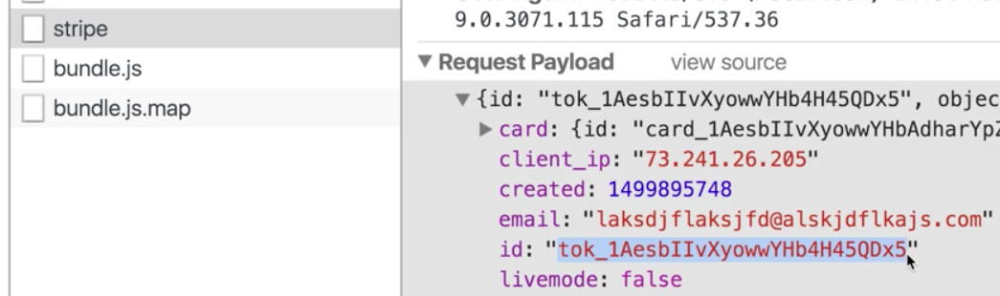 stripe
bundle.js
bundle.js.map
9.0.3071.115 Safari/537.36
▼ Request Payload view source
▼ {id: "tok_1AesbIIvXyowwYHb4H45QDx5", objec
▶ card: {id: "card_1AesbIIvXyowwYHbAdharYpZ
client_ip: "73.241.26.205"
created: 1499895748
email: "laksdjflaksjfd@alskjdflkajs.com"
id: "tok_1AesbIIvXyowwYHb4H45QDx5"
livemode: false